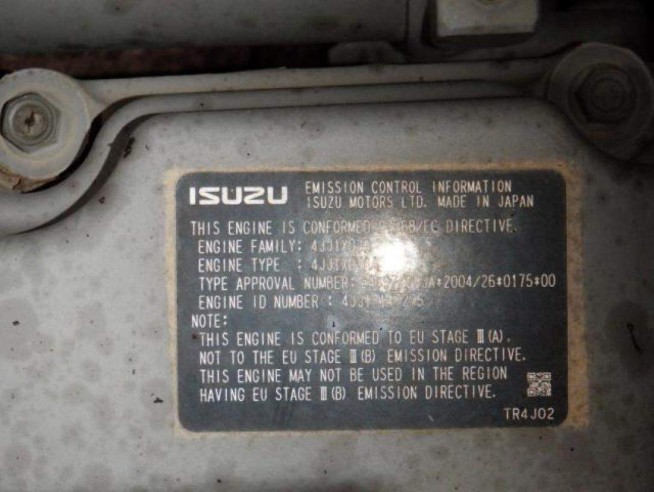 ISUZU EMISSION CONTROL INFORMATION
ISUZU MOTORS LTD. MADE IN JAPAN
THIS ENGINE IS CONFORMED DIRECTIVE.
ENGINE FAMILY:
ENGINE TYPE :
TYPE APPROVAL NUMBER: 2004/26*0175*00
ENGINE ID NUMBER :
NOTE:
THIS ENGINE IS CONFORMED TO EU STAGE Ⅲ(A).
NOT TO THE EU STAGE Ⅲ(B) EMISSION DIRECTIVE.
THIS ENGINE MAY NOT BE USED IN THE REGION
HAVING EU STAGE Ⅲ(B) EMISSION DIRECTIVE.
TR4J02